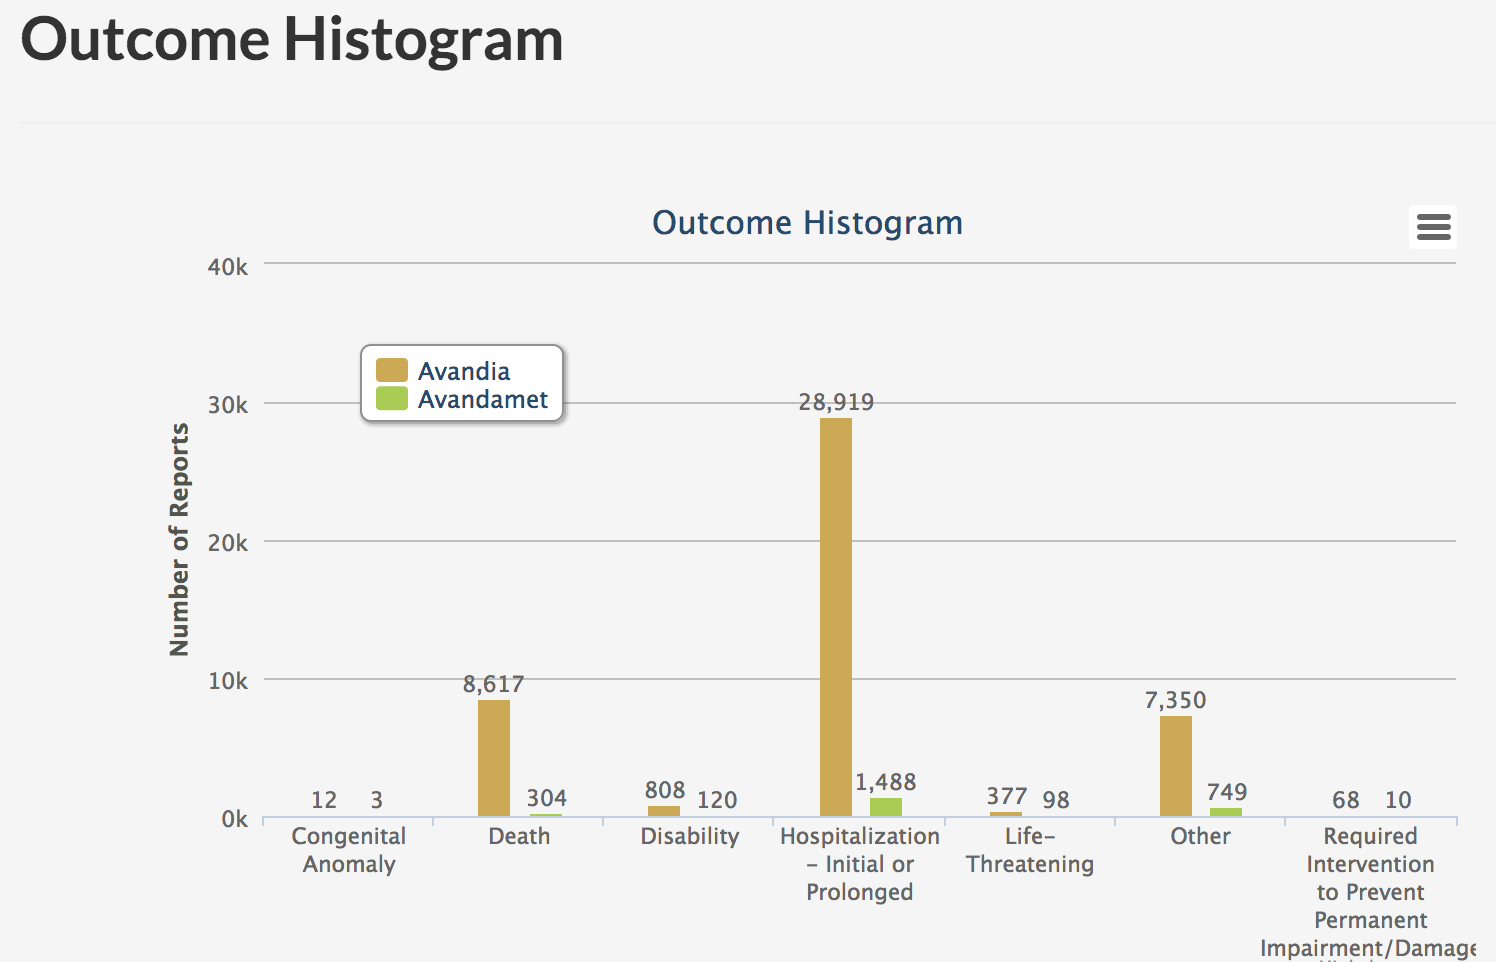 Outcome Histogram
Outcome Histogram
40k
30k
20k
10k
0k
Number of Reports
Avandia
Avandamet
12
3
8,617
304
808
120
28,919
1,488
377
98
7,350
749
68
10
Congenital
Anomaly
Death
Disability
Hospitalization
– Initial or
Prolonged
Life–
Threatening
Other
Required
Intervention
to Prevent
Permanent
Impairment/Damage